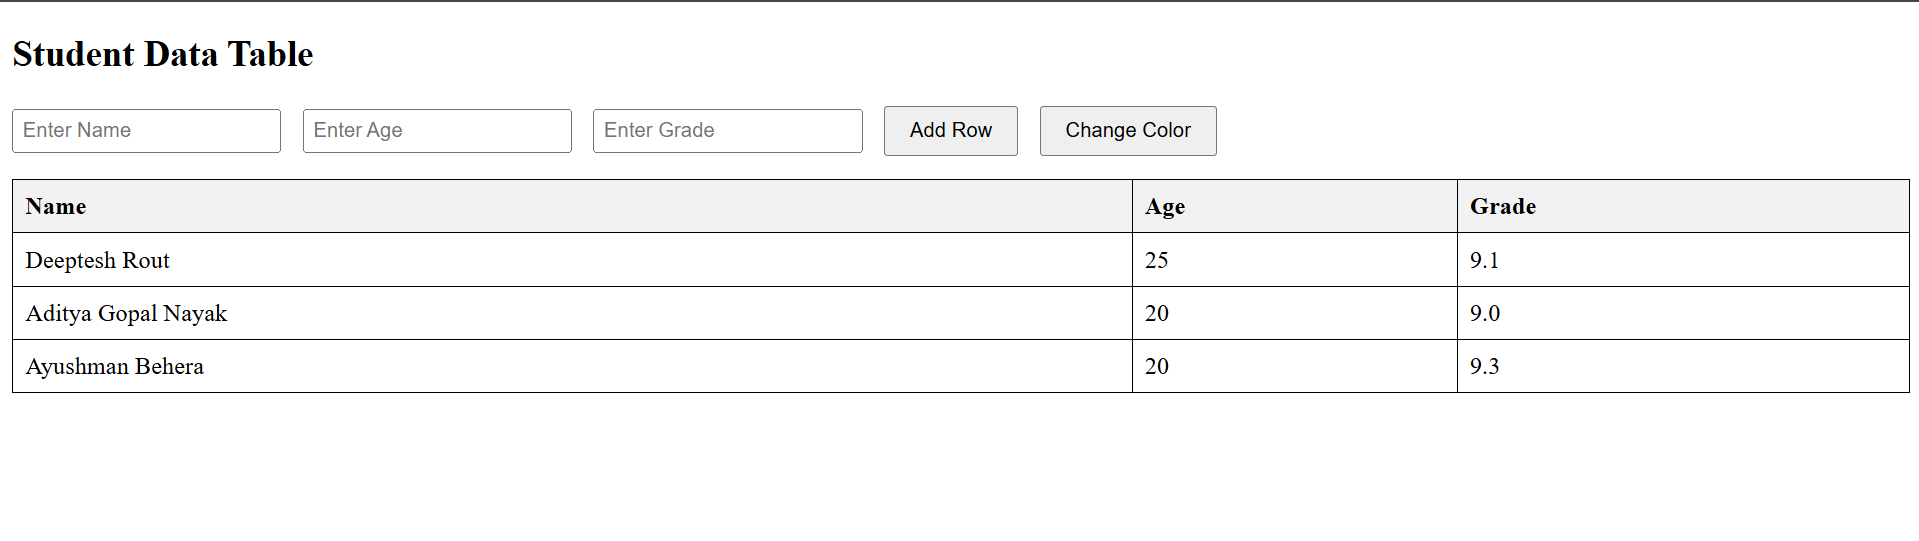 Student Data Table
Enter Name Enter Age Enter Grade Add Row Change Color
Name Age Grade
Deeptesh Rout 25 9.1
Aditya Gopal Nayak 20 9.0
Ayushman Behera 20 9.3